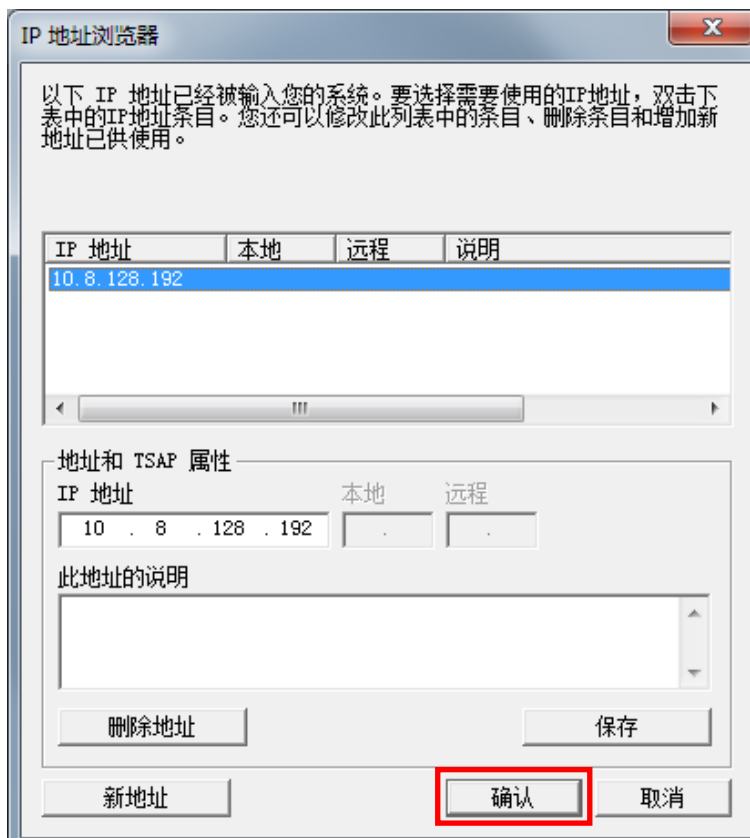 IP 地址浏览器
以下 IP 地址已经被输入您的系统。要选择需要使用的IP地址，双击下
表中的IP地址条目。您还可以修改此列表中的条目、删除条目和增加新
地址已供使用。
IP 地址 本地 远程 说明
10.8.128.192
地址和 TSAP 属性
IP 地址 本地 远程
10 . 8 . 128 . 192 . .
此地址的说明
删除地址 保存
新地址 确认 取消